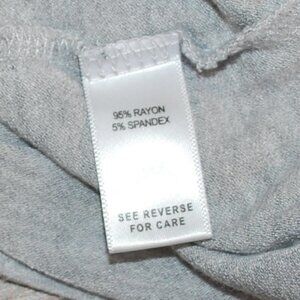 95% RAYON
5% SPANDEX
SEE REVERSE
FOR CARE